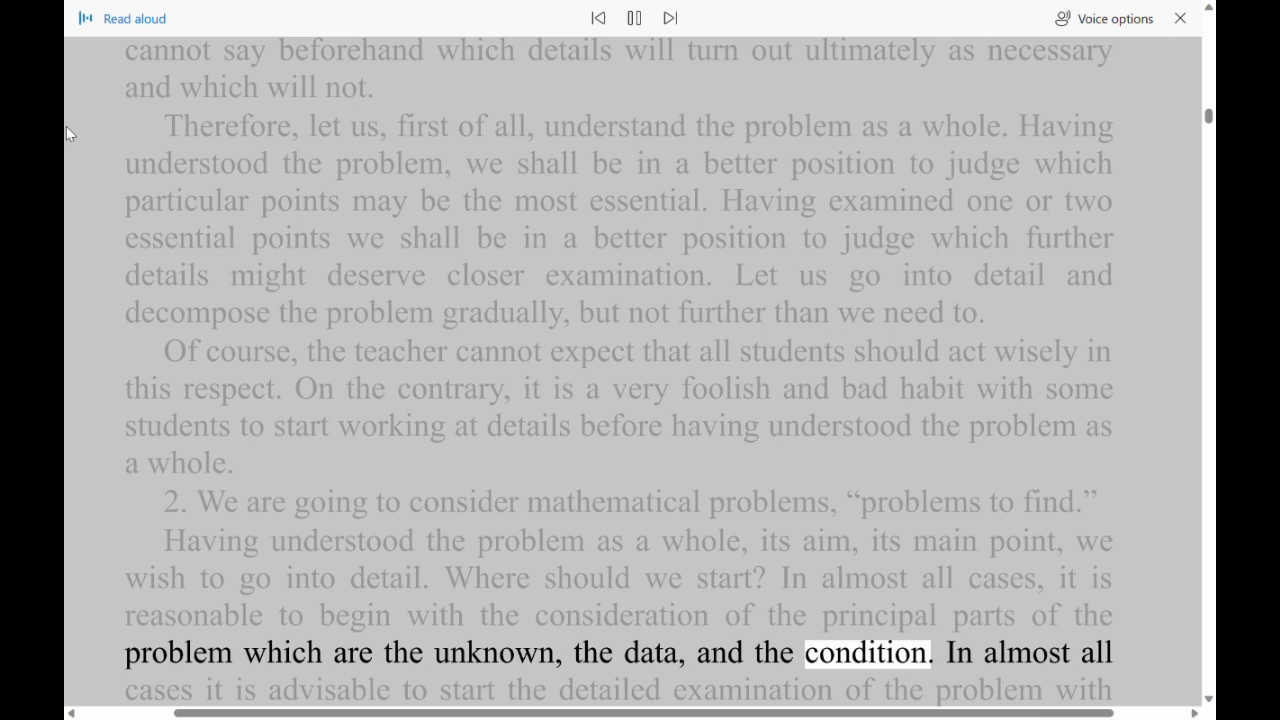 Read aloud
Voice options
cannot say beforehand which details will turn out ultimately as necessary
and which will not.
Therefore, let us, first of all, understand the problem as a whole. Having
understood the problem, we shall be in a better position to judge which
particular points may be the most essential. Having examined one or two
essential points we shall be in a better position to judge which further
details might deserve closer examination. Let us go into detail and
decompose the problem gradually, but not further than we need to.
Of course, the teacher cannot expect that all students should act wisely in
this respect. On the contrary, it is a very foolish and bad habit with some
students to start working at details before having understood the problem as
a whole.
2. We are going to consider mathematical problems, “problems to find.”
Having understood the problem as a whole, its aim, its main point, we
wish to go into detail. Where should we start? In almost all cases, it is
reasonable to begin with the consideration of the principal parts of the
problem which are the unknown, the data, and the condition. In almost all
cases it is advisable to start the detailed examination of the problem with